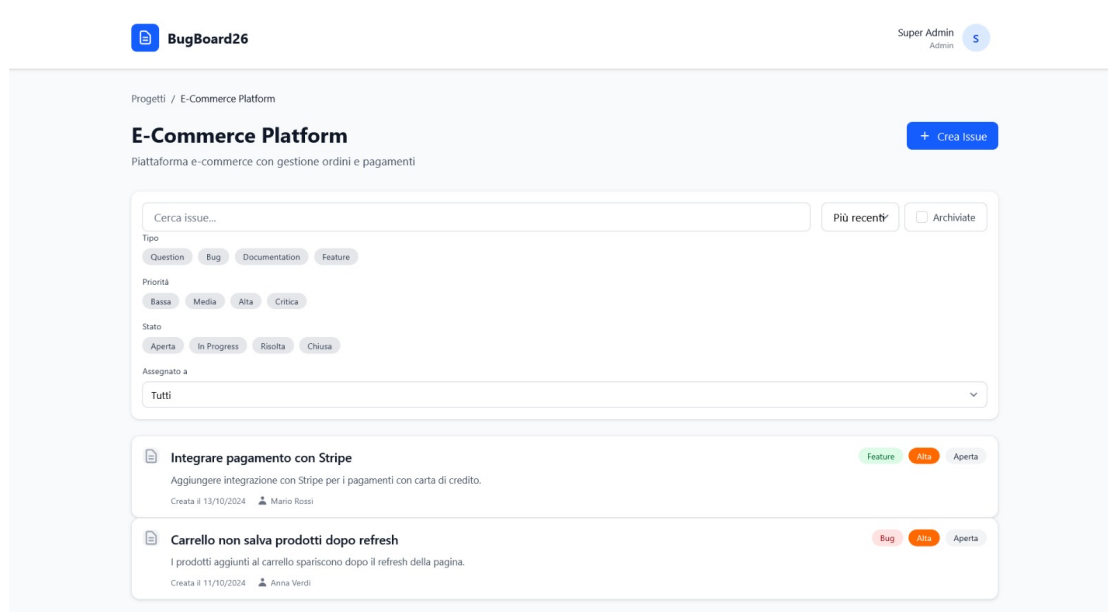 BugBoard26
Super Admin
Admin
S
Progetti / E-Commerce Platform
E-Commerce Platform
+ Crea Issue
Piattaforma e-commerce con gestione ordini e pagamenti
Cerca issue...
Più recenti
Archiviate
Tipo
Question Bug Documentation Feature
Priorità
Bassa Media Alta Critica
Stato
Aperta In Progress Risolta Chiusa
Assegnato a
Tutti
Integrare pagamento con Stripe
Feature Alta Aperta
Aggiungere integrazione con Stripe per i pagamenti con carta di credito.
Creata il 13/10/2024 Mario Rossi
Carrello non salva prodotti dopo refresh
Bug Alta Aperta
I prodotti aggiunti al carrello spariscono dopo il refresh della pagina.
Creata il 11/10/2024 Anna Verdi